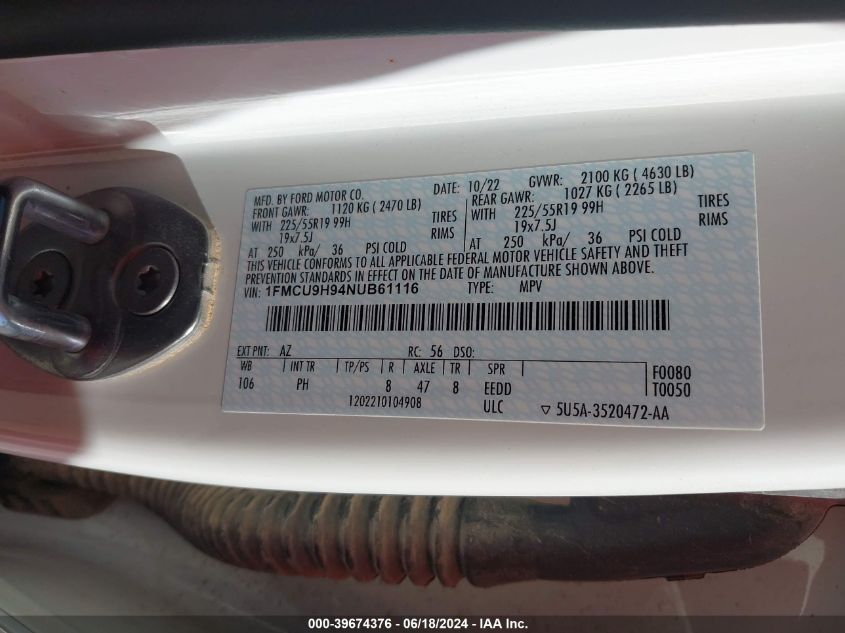 MFD. BY FORD MOTOR CO.
DATE: 10/22 GVWR: 2100 KG ( 4630 LB)
FRONT GAWR: 1120 KG ( 2470 LB) REAR GAWR: 1027 KG ( 2265 LB)
WITH 225/55R19 99H TIRES WITH 225/55R19 99H TIRES
19x7.5J RIMS 19x7.5J RIMS
AT 250 kPa/ 36 PSI COLD AT 250 kPa/ 36 PSI COLD
THIS VEHICLE CONFORMS TO ALL APPLICABLE FEDERAL MOTOR VEHICLE SAFETY AND THEFT
PREVENTION STANDARDS IN EFFECT ON THE DATE OF MANUFACTURE SHOWN ABOVE.
VIN: 1FMCU9H94NUB61116 TYPE: MPV
EXT PNT: AZ RC: 56 DSO:
WB INT TR TP/PS R AXLE TR SPR F0080
106 PH 8 47 8 EEDD T0050
1202210104908 ULC ▽ 5U5A-3520472-AA
000-39674376 - 06/18/2024 - IAA Inc.